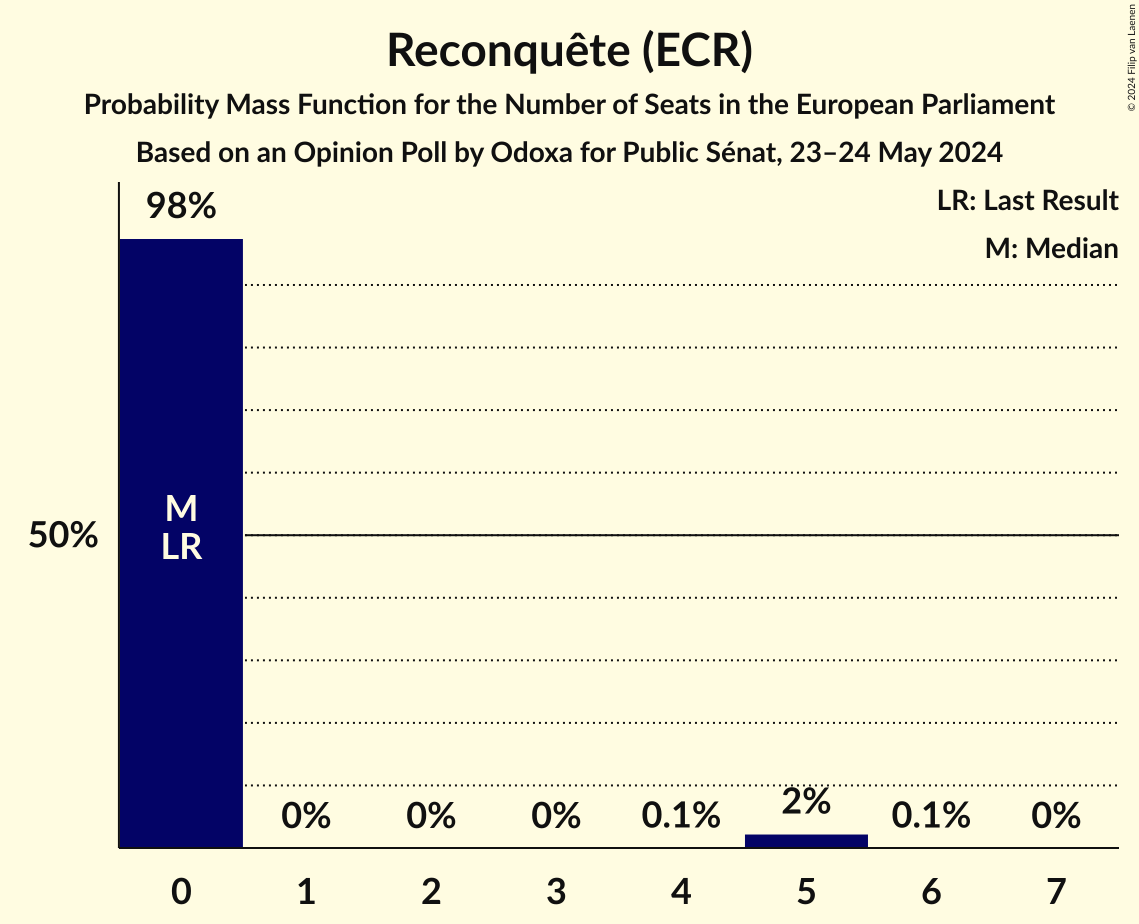 Reconquête (ECR)
Probability Mass Function for the Number of Seats in the European Parliament
Based on an Opinion Poll by Odoxa for Public Sénat, 23–24 May 2024
© 2024 Filip van Laenen
LR: Last Result
M: Median
98%
M
LR
50%
0%
0%
0%
0.1%
2%
0.1%
0%
0
1
2
3
4
5
6
7